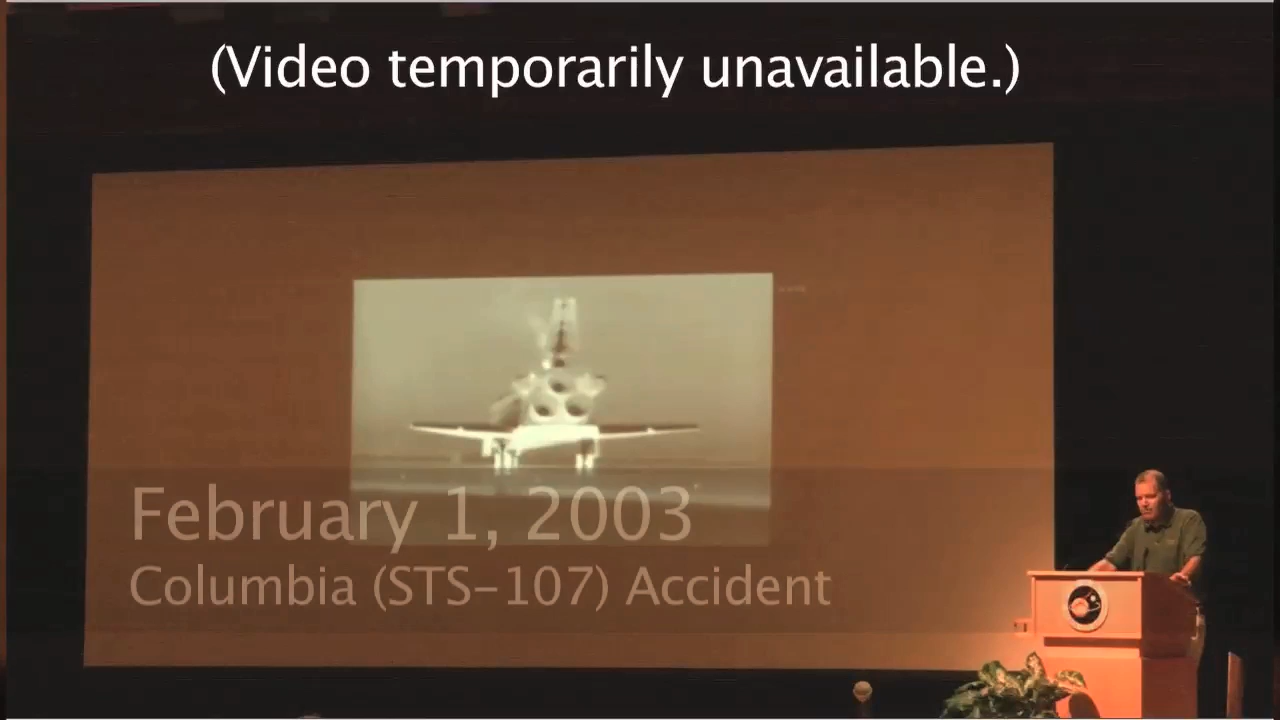 (Video temporarily unavailable.)
February 1, 2003
Columbia (STS-107) Accident